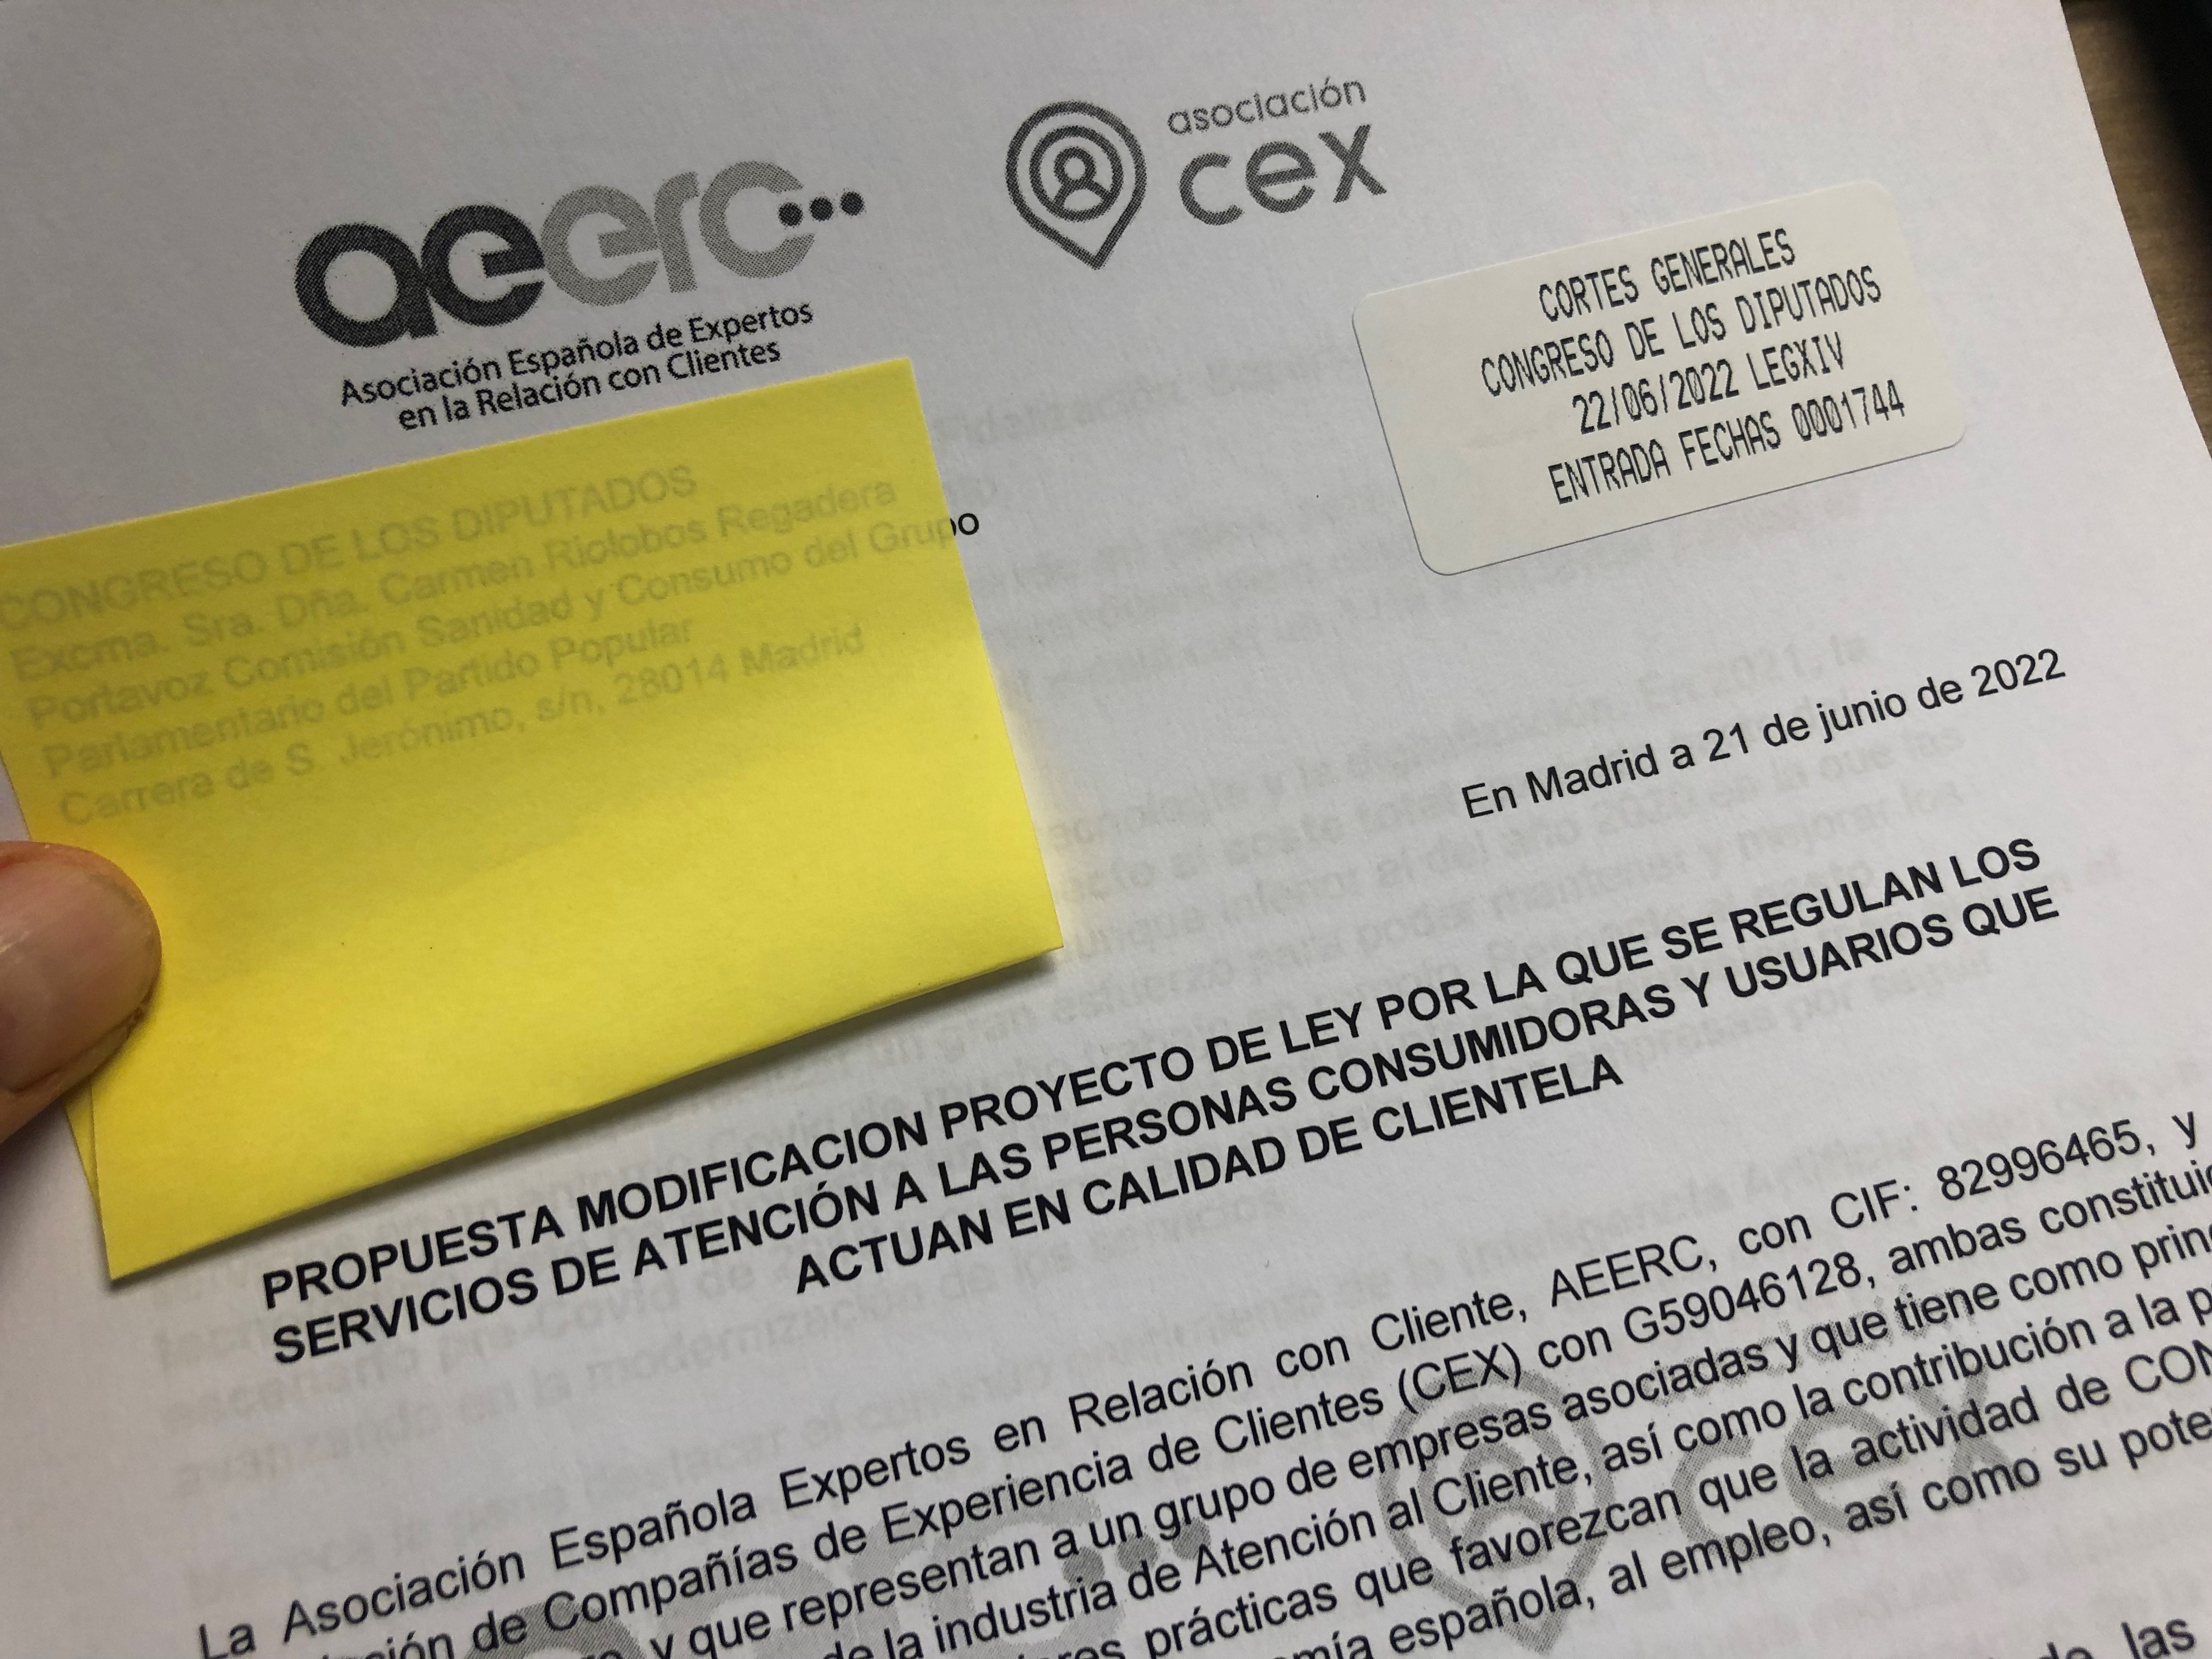 aeerc...
Asociación Española de Expertos
en la Relación con Clientes
asociación
cex
CORTES GENERALES
CONGRESO DE LOS DIPUTADOS
22/06/2022 LEGXIV
ENTRADA FECHAS 0001744
CONGRESO DE LOS DIPUTADOS
Excma. Sra. Dña. Carmen Riolobos Regadera
Portavoz Comisión Sanidad y Consumo del Grupo
Parlamentario del Partido Popular
Carrera de S. Jerónimo, s/n, 28014 Madrid
En Madrid a 21 de junio de 2022
PROPUESTA MODIFICACION PROYECTO DE LEY POR LA QUE SE REGULAN LOS
SERVICIOS DE ATENCIÓN A LAS PERSONAS CONSUMIDORAS Y USUARIOS QUE
ACTUAN EN CALIDAD DE CLIENTELA
La Asociación Española Expertos en Relación con Cliente, AEERC, con CIF: 82996465, y
de Compañías de Experiencia de Clientes (CEX) con G59046128, ambas
y que representan a un grupo de empresas asociadas y que tiene como
de la industria de Atención al Cliente, así como la contribución a la
prácticas que favorezcan que la actividad de
española, al empleo, así como su
de las